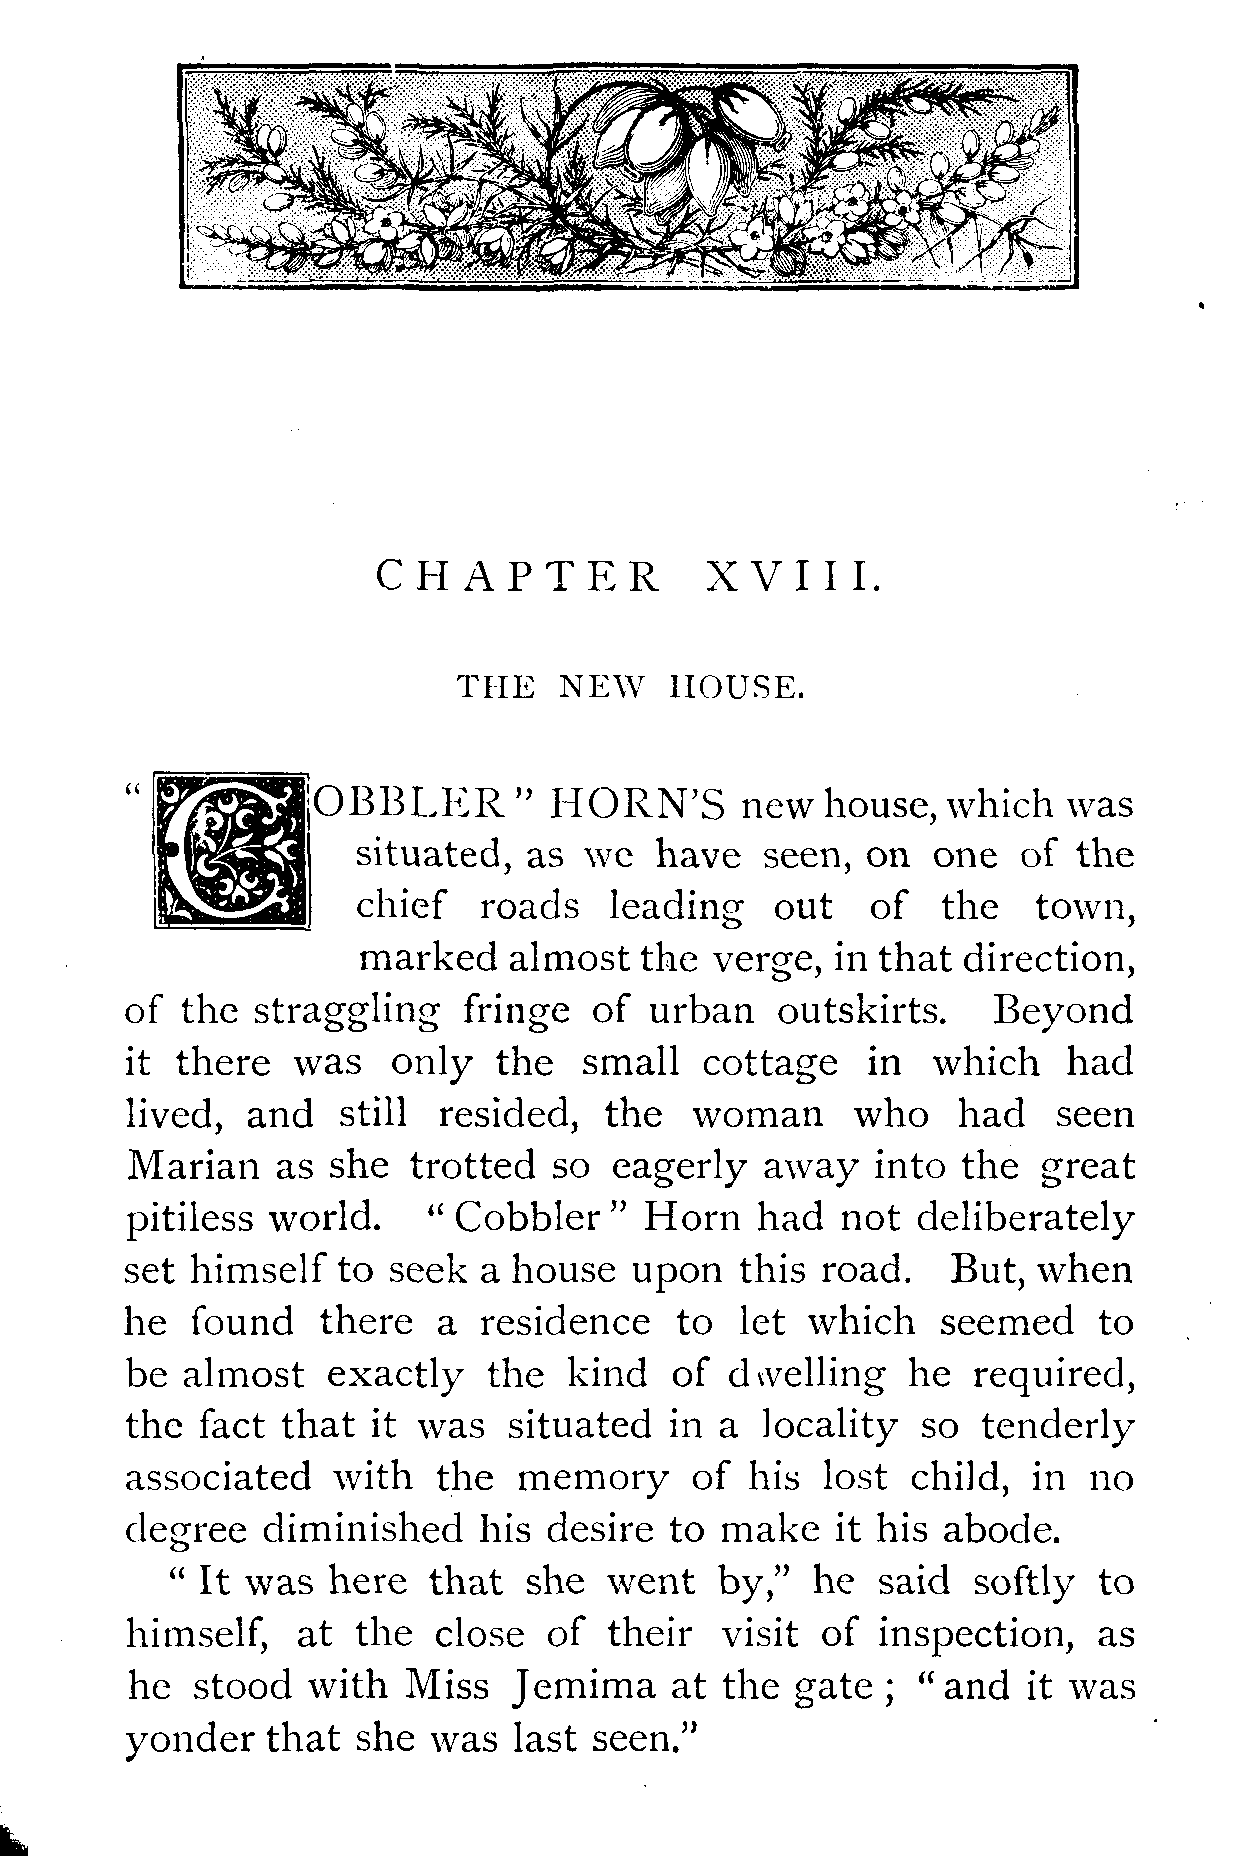 CHAPTER XVIII.
THE NEW HOUSE.
“COBBLER” HORN’S new house, which was
situated, as we have seen, on one of the
chief roads leading out of the town,
marked almost the verge, in that direction,
of the straggling fringe of urban outskirts. Beyond
it there was only the small cottage in which had
lived, and still resided, the woman who had seen
Marian as she trotted so eagerly away into the great
pitiless world. “Cobbler” Horn had not deliberately
set himself to seek a house upon this road. But, when
he found there a residence to let which seemed to
be almost exactly the kind of dwelling he required,
the fact that it was situated in a locality so tenderly
associated with the memory of his lost child, in no
degree diminished his desire to make it his abode.
“It was here that she went by,” he said softly to
himself, at the close of their visit of inspection, as
he stood with Miss Jemima at the gate; “and it was
yonder that she was last seen.”